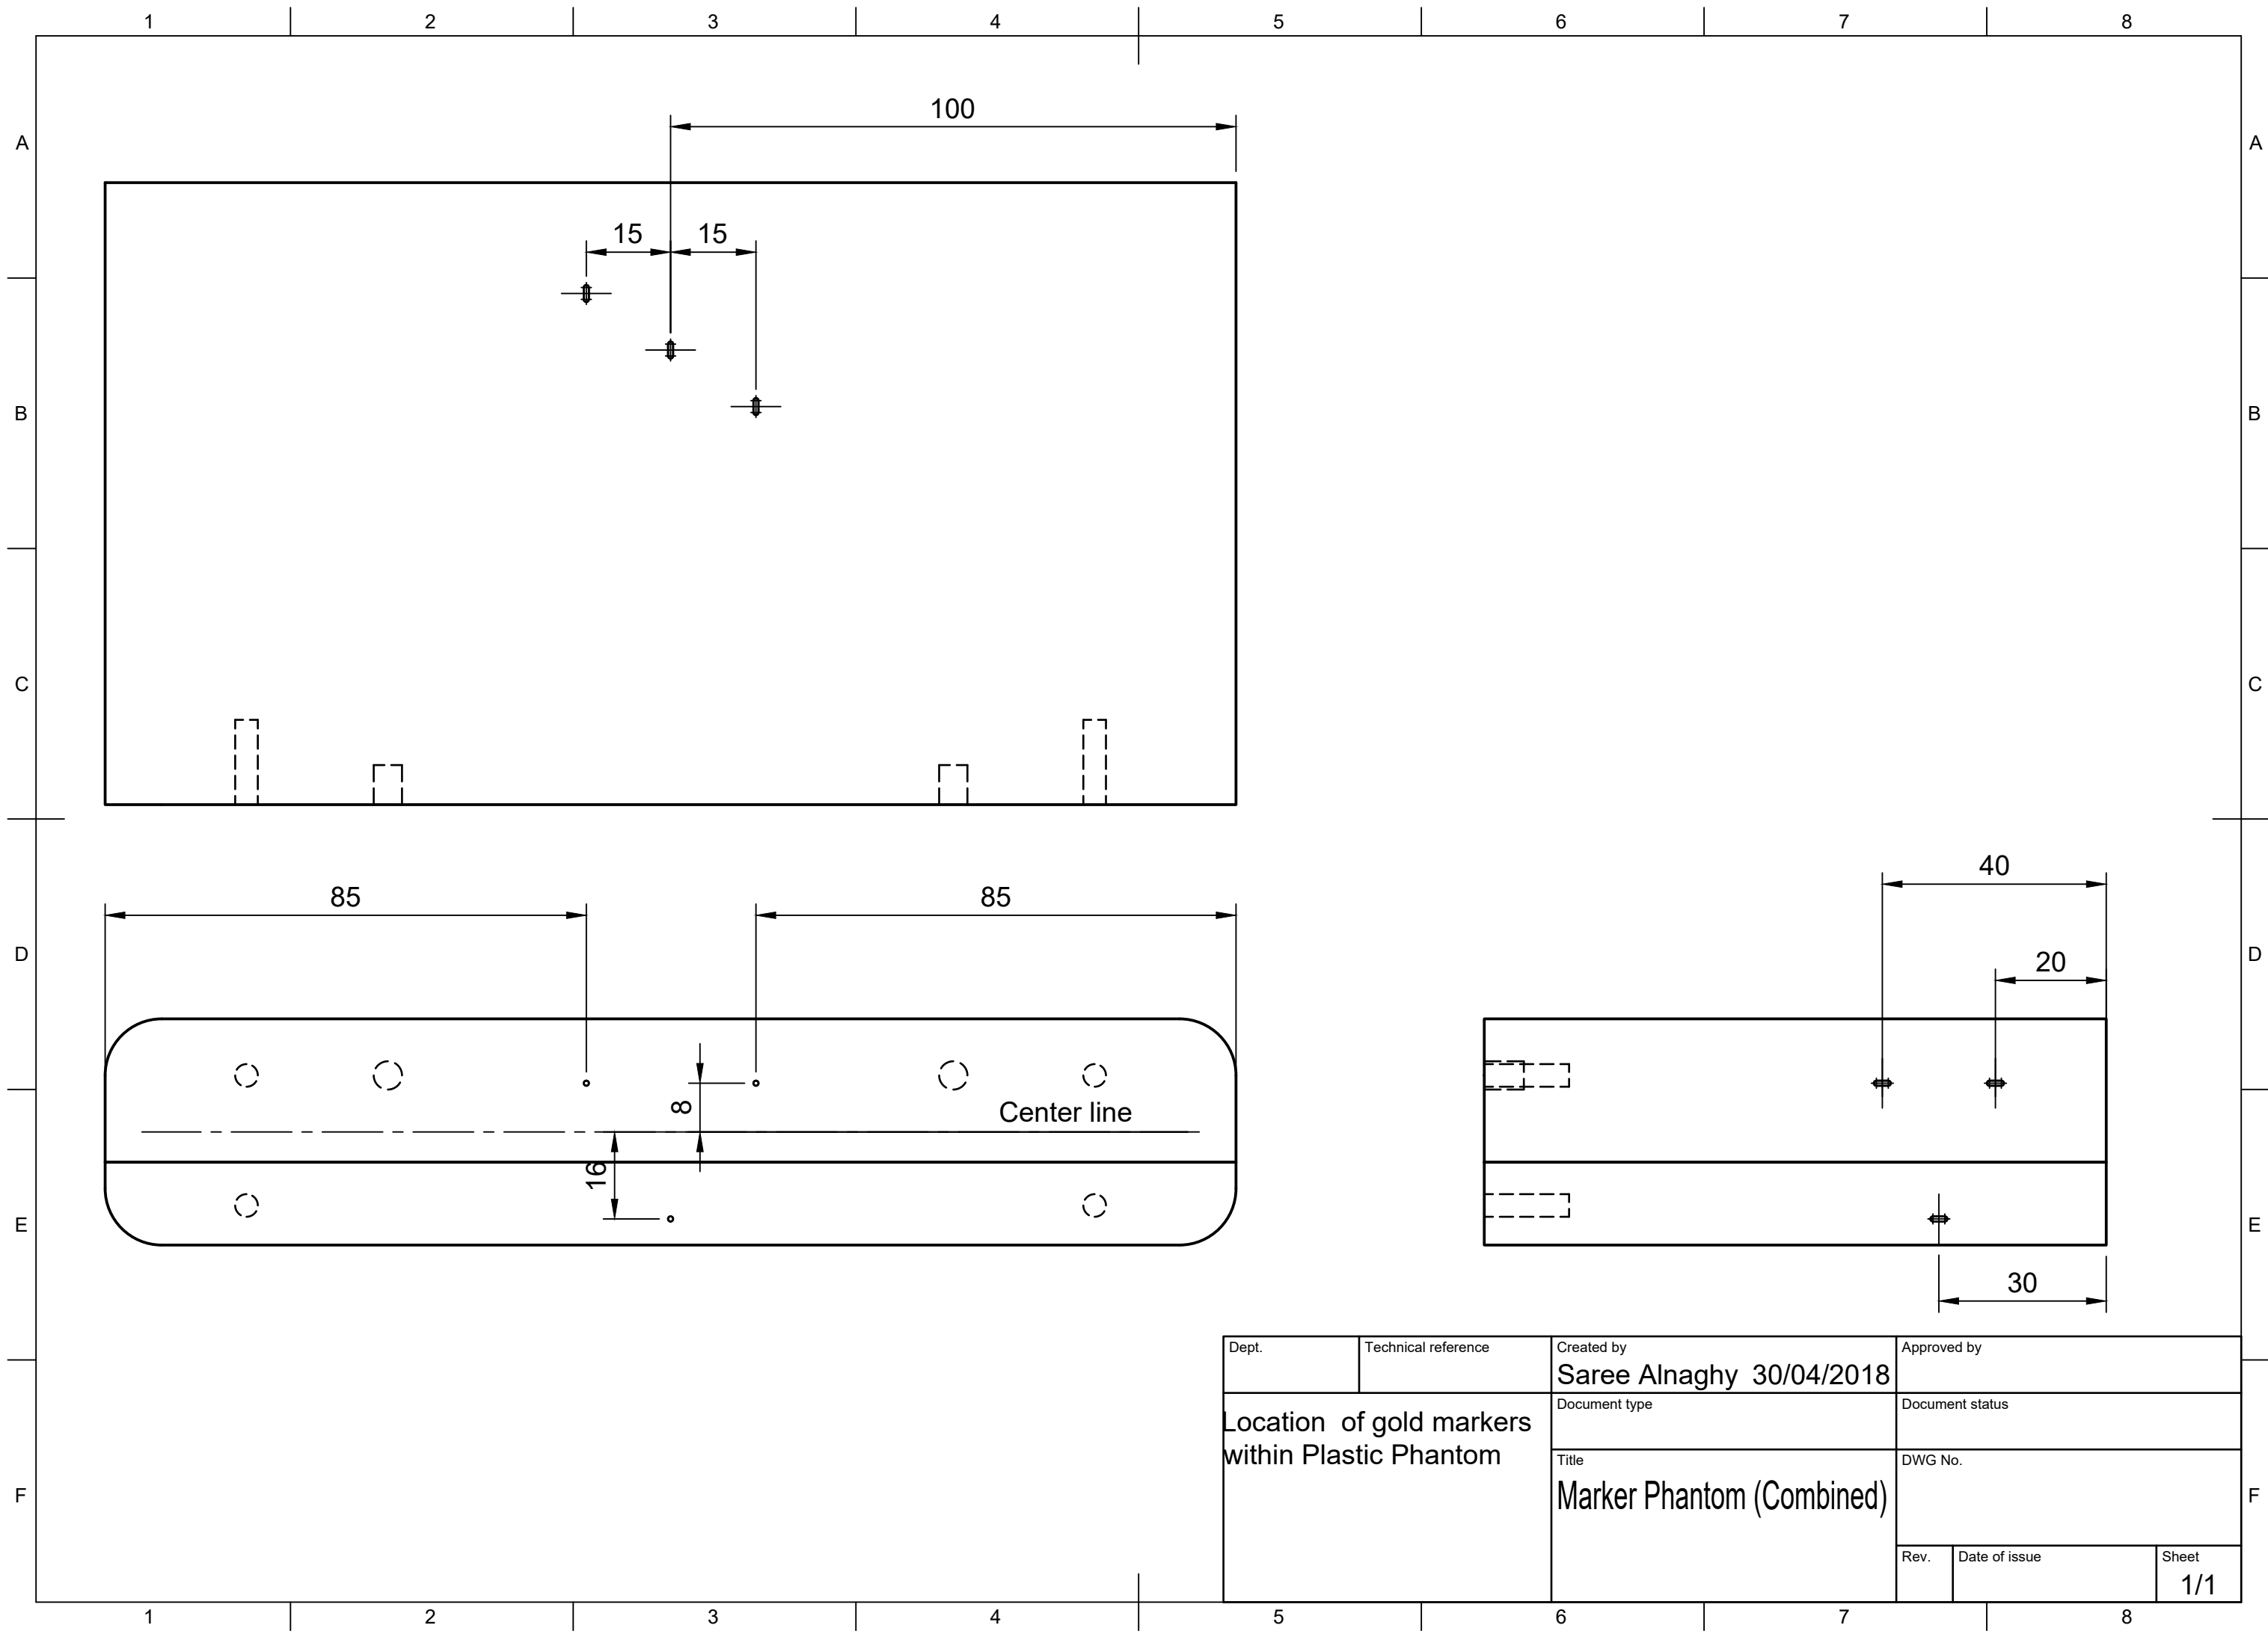 1 2 3 4 5 6 7 8
100
A A
15 15
B B
C C
40
85 85
D D
20
8
Center line
16
E E
30
Dept. Technical reference Created by Approved by
Saree Alnaghy 30/04/2018
Document type Document status
Location of gold markers
within Plastic Phantom
Title DWG No.
Marker Phantom (Combined)
F F
Rev. Date of issue Sheet
1/1
1 2 3 4 5 6 7 8